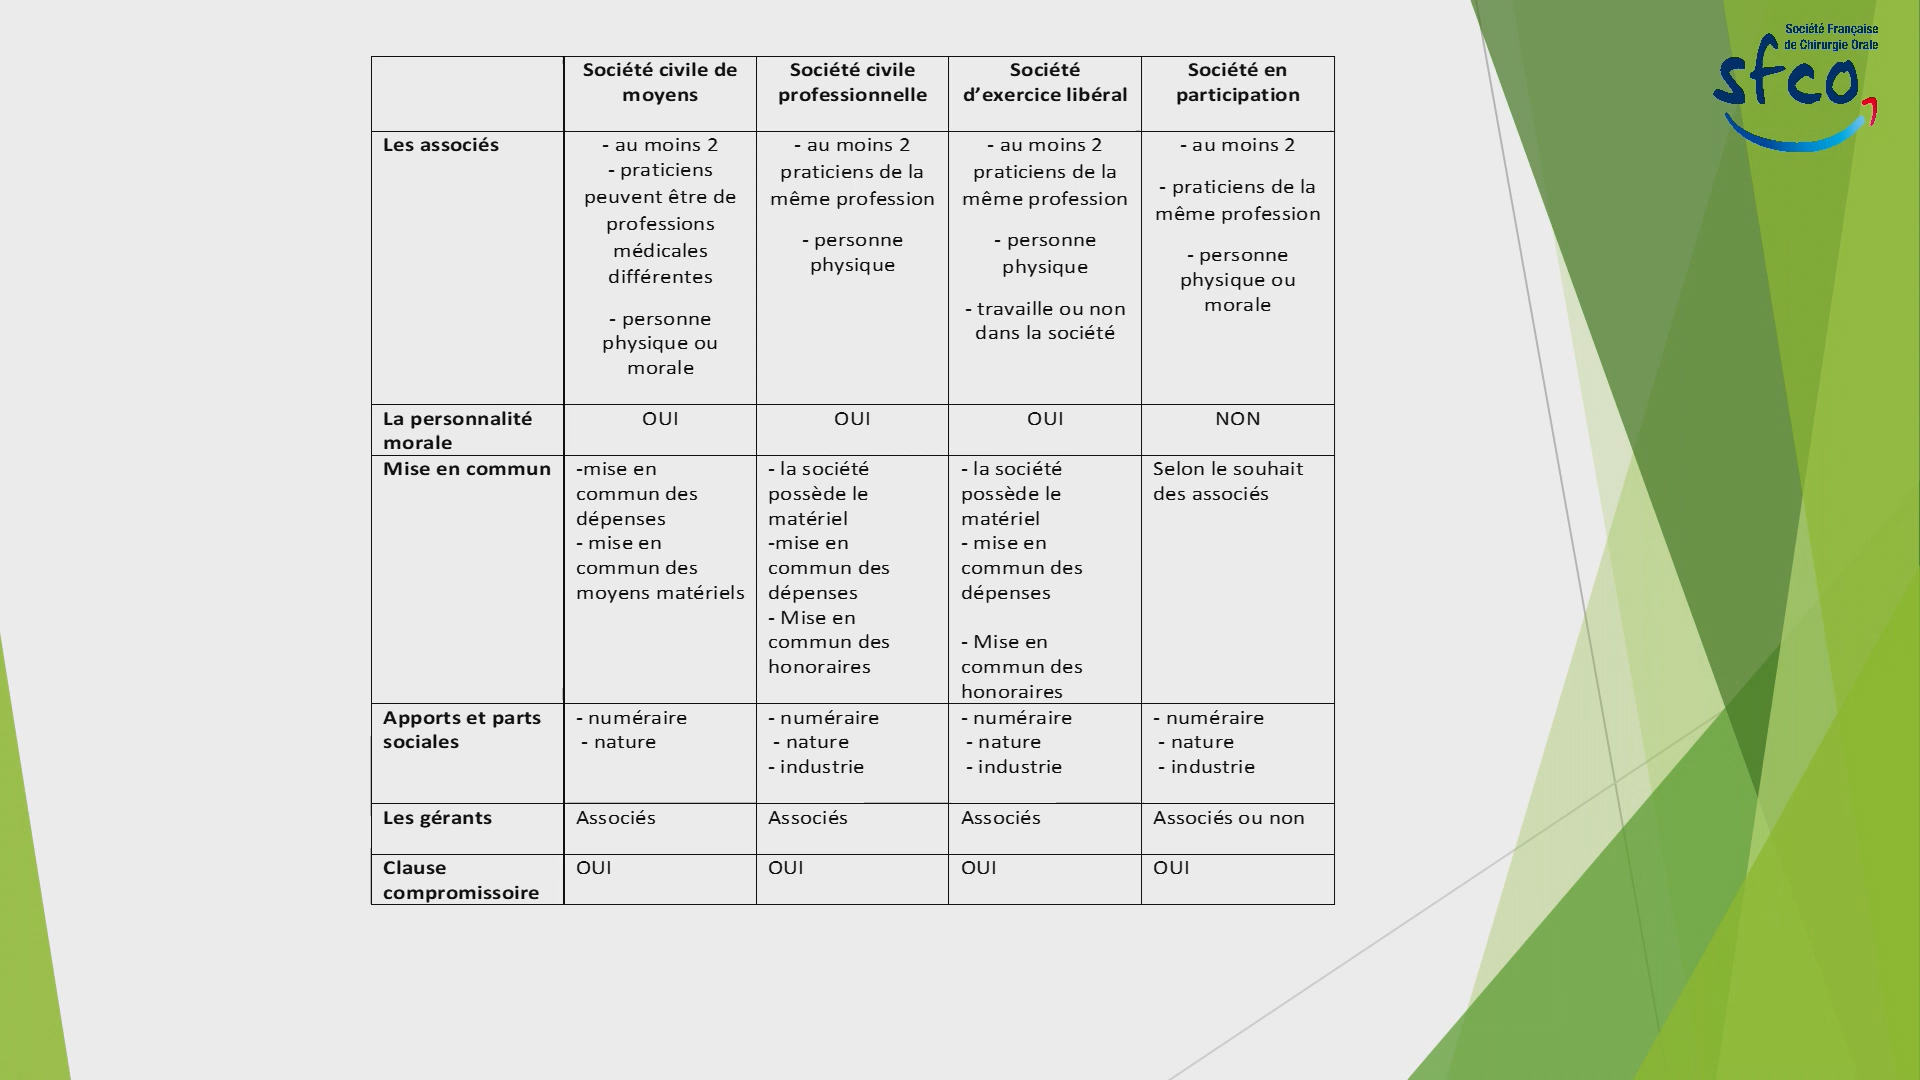 Société Française
de Chirurgie Orale
sfco
Société civile de
moyens
Société civile
professionnelle
Société
d’exercice libéral
Société en
participation
Les associés
- au moins 2
- praticiens
peuvent être de
professions
médicales
différentes
- personne
physique ou
morale
- au moins 2
praticiens de la
même profession
- personne
physique
- au moins 2
praticiens de la
même profession
- personne
physique
- travaille ou non
dans la société
- au moins 2
- praticiens de la
même profession
- personne
physique ou
morale
La personnalité
morale
OUI
OUI
OUI
NON
Mise en commun
-mise en
commun des
dépenses
- mise en
commun des
moyens matériels
- la société
possède le
matériel
-mise en
commun des
dépenses
- Mise en
commun des
honoraires
- la société
possède le
matériel
- mise en
commun des
dépenses
- Mise en
commun des
honoraires
Selon le souhait
des associés
Apports et parts
sociales
- numéraire
- nature
- numéraire
- nature
- industrie
- numéraire
- nature
- industrie
- numéraire
- nature
- industrie
Les gérants
Associés
Associés
Associés
Associés ou non
Clause
compromissoire
OUI
OUI
OUI
OUI